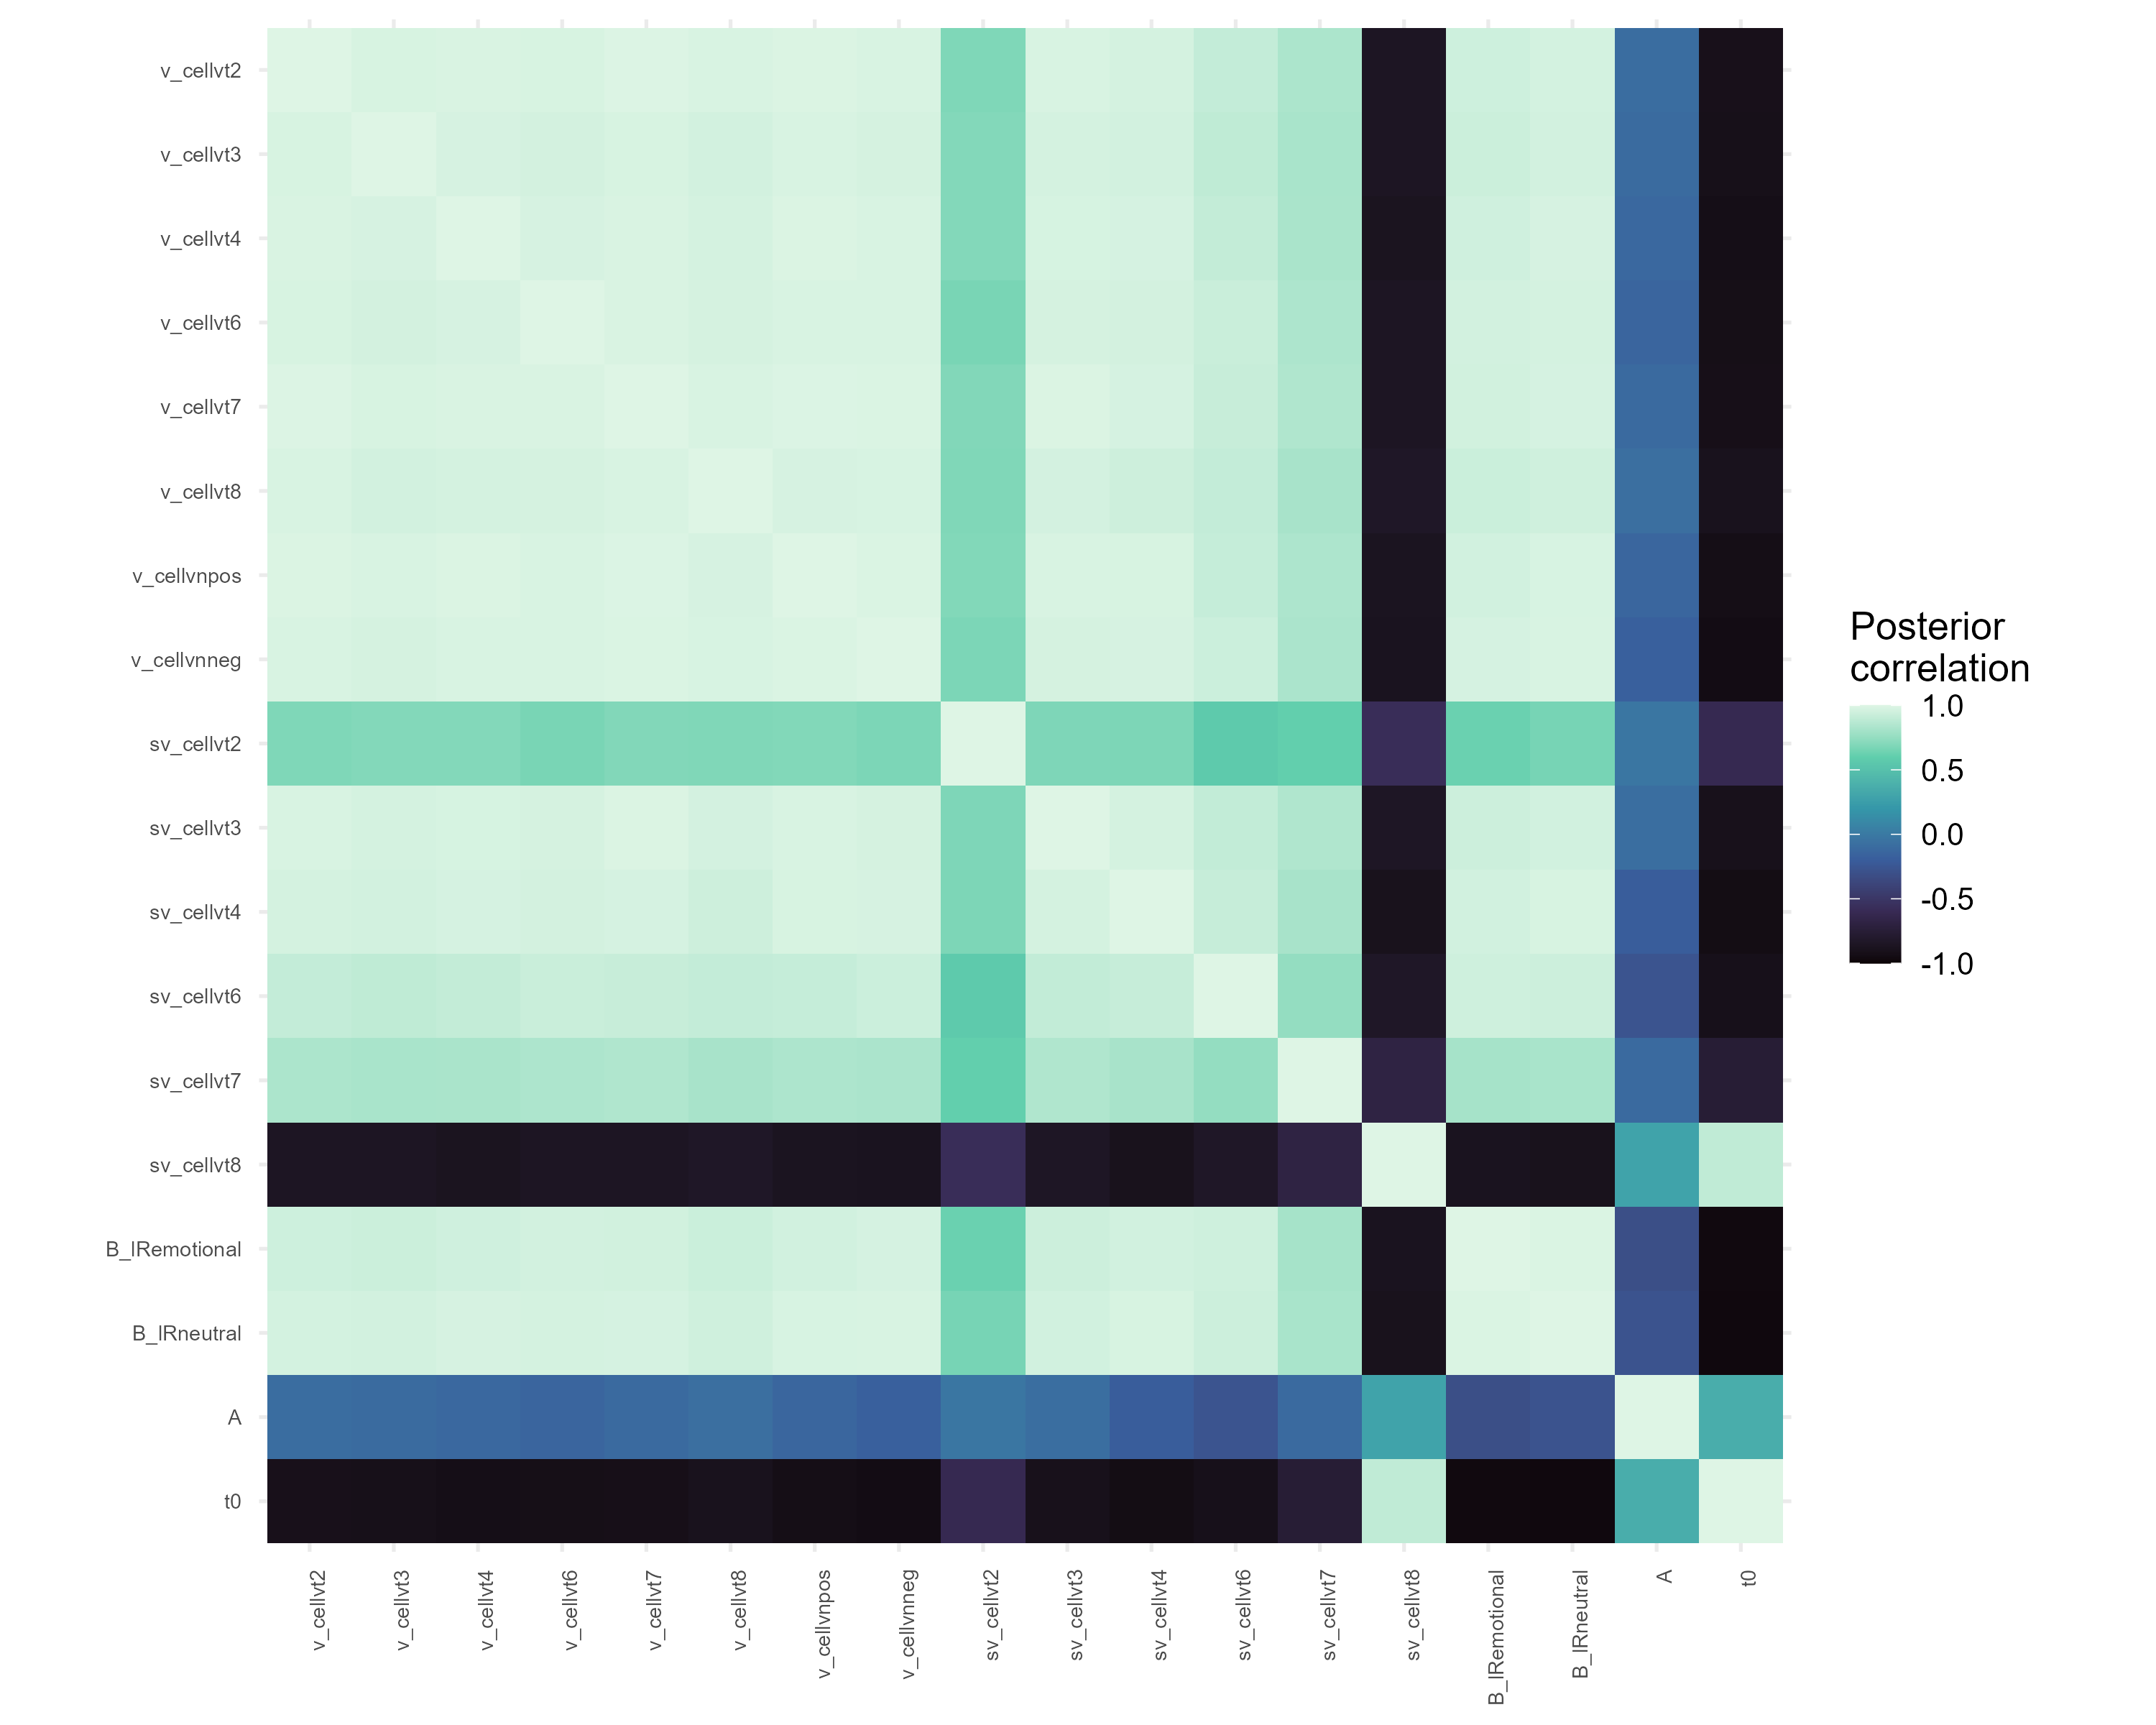 v_cellvt2
v_cellvt3
v_cellvt4
v_cellvt6
v_cellvt7
v_cellvt8
v_cellvnpos
v_cellvnneg
sv_cellvt2
sv_cellvt3
sv_cellvt4
sv_cellvt6
sv_cellvt7
sv_cellvt8
B_lRemotional
B_lRneutral
A
t0
v_cellvt2
v_cellvt3
v_cellvt4
v_cellvt6
v_cellvt7
v_cellvt8
v_cellvnpos
v_cellvnneg
sv_cellvt2
sv_cellvt3
sv_cellvt4
sv_cellvt6
sv_cellvt7
sv_cellvt8
B_lRemotional
B_lRneutral
A
t0
Posterior
correlation
1.0
0.5
0.0
-0.5
-1.0